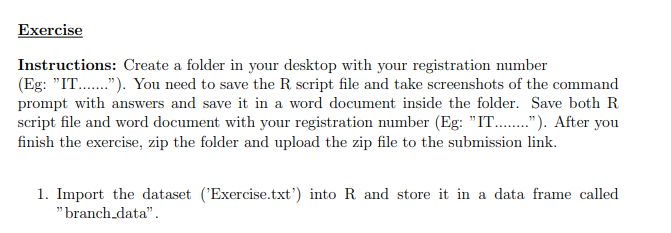 Exercise
Instructions: Create a folder in your desktop with your registration number
(Eg: ”IT.......”). You need to save the R script file and take screenshots of the command
prompt with answers and save it in a word document inside the folder. Save both R
script file and word document with your registration number (Eg: ”IT........”). After you
finish the exercise, zip the folder and upload the zip file to the submission link.
1. Import the dataset (’Exercise.txt’) into R and store it in a data frame called
”branch_data”.